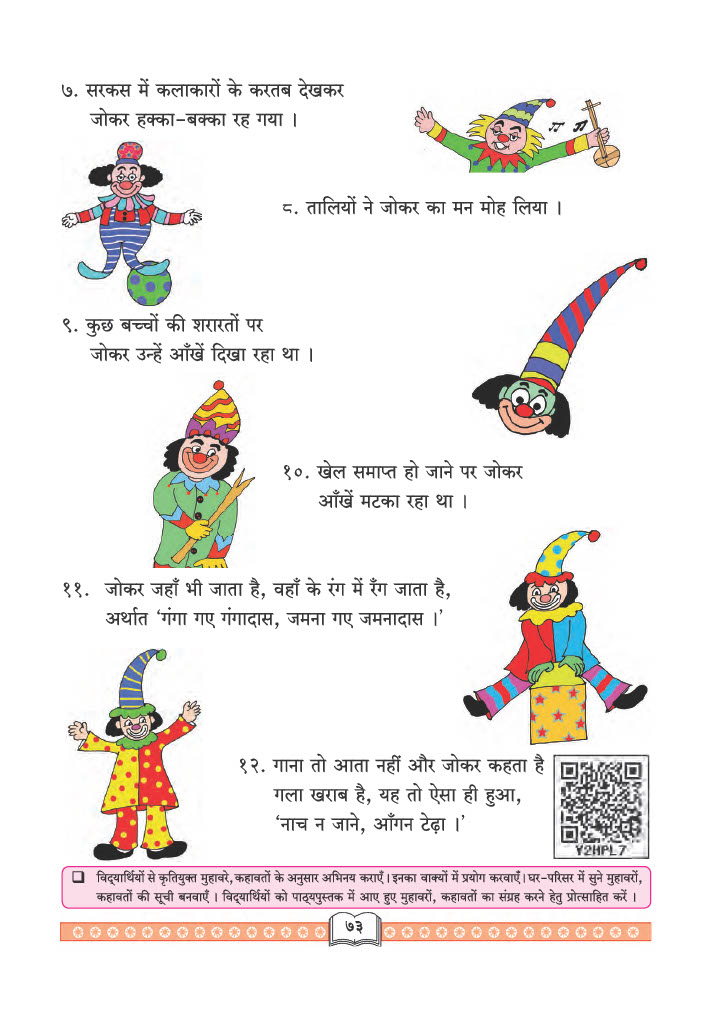 ७. सरकस में कलाकारों के करतब देखकर
जोकर हक्का-बक्का रह गया ।
८. तालियों ने जोकर का मन मोह लिया ।
९. कुछ बच्चों की शरारतों पर
जोकर उन्हें आँखें दिखा रहा था ।
१०. खेल समाप्त हो जाने पर जोकर
आँखें मटका रहा था ।
११. जोकर जहाँ भी जाता है, वहाँ के रंग में रँग जाता है,
अर्थात ‘गंगा गए गंगादास, जमना गए जमनादास ।’
१२. गाना तो आता नहीं और जोकर कहता है
गला खराब है, यह तो ऐसा ही हुआ,
‘नाच न जाने, आँगन टेढ़ा ।’
Y2HPL7
❑ विद्यार्थियों से कृतियुक्त मुहावरे, कहावतों के अनुसार अभिनय कराएँ । इनका वाक्यों में प्रयोग करवाएँ । घर-परिसर में सुने मुहावरों,
कहावतों की सूची बनवाएँ । विद्यार्थियों को पाठ्यपुस्तक में आए हुए मुहावरों, कहावतों का संग्रह करने हेतु प्रोत्साहित करें ।
७३